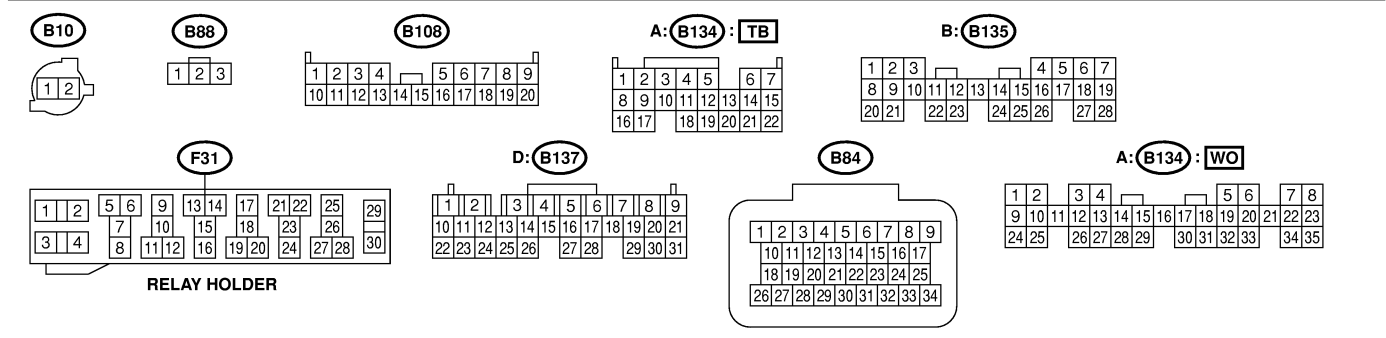 B10 B88 B108 A: B134 : TB B: B135
1 2 3 4 5 6 7 8 9 1 2 3 4 5 6 7 1 2 3 4 5 6 7
1 2 1 2 3 10 11 12 13 14 15 16 17 18 19 20 8 9 10 11 12 13 14 15 8 9 10 11 12 13 14 15 16 17 18 19
16 17 18 19 20 21 22 20 21 22 23 24 25 26 27 28
F31 D: B137 B84 A: B134 : WO
1 2 5 6 9 13 14 17 21 22 25 29 1 2 3 4 5 6 7 8 9 1 2 3 4 5 6 7 8
7 10 15 18 23 26 10 11 12 13 14 15 16 17 18 19 20 21 1 2 3 4 5 6 7 8 9 9 10 11 12 13 14 15 16 17 18 19 20 21 22 23
3 4 8 11 12 16 19 20 24 27 28 30 22 23 24 25 26 27 28 29 30 31 10 11 12 13 14 15 16 17 24 25 26 27 28 29 30 31 32 33 34 35
18 19 20 21 22 23 24 25
RELAY HOLDER 26 27 28 29 30 31 32 33 34